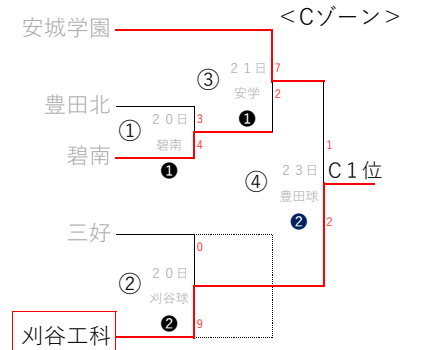 ＜Cゾーン＞
安城学園
7
③
２１日
安学
2
❶
豊田北
①
２０日
3
碧南
4
碧南
❶
1
④
２３日
C１位
豊田球
❷
2
三好
0
②
２０日
刈谷球
❷
9
刈谷工科